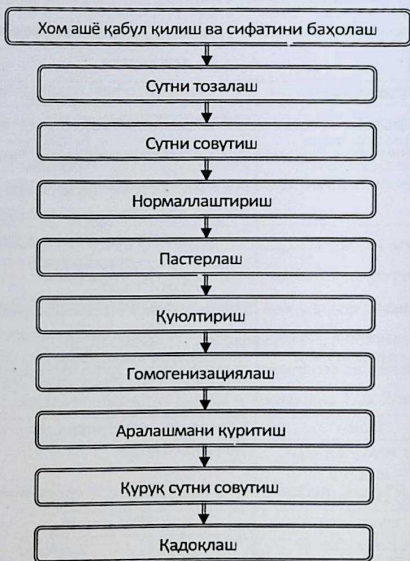 Хом ашё қабул қилиш ва сифатини баҳолаш
Сутни тозалаш
Сутни совутиш
Нормаллаштириш
Пастерлаш
Қуюлтириш
Гомогенизациялаш
Аралашмани қуритиш
Қуруқ сутни совутиш
Қадоқлаш